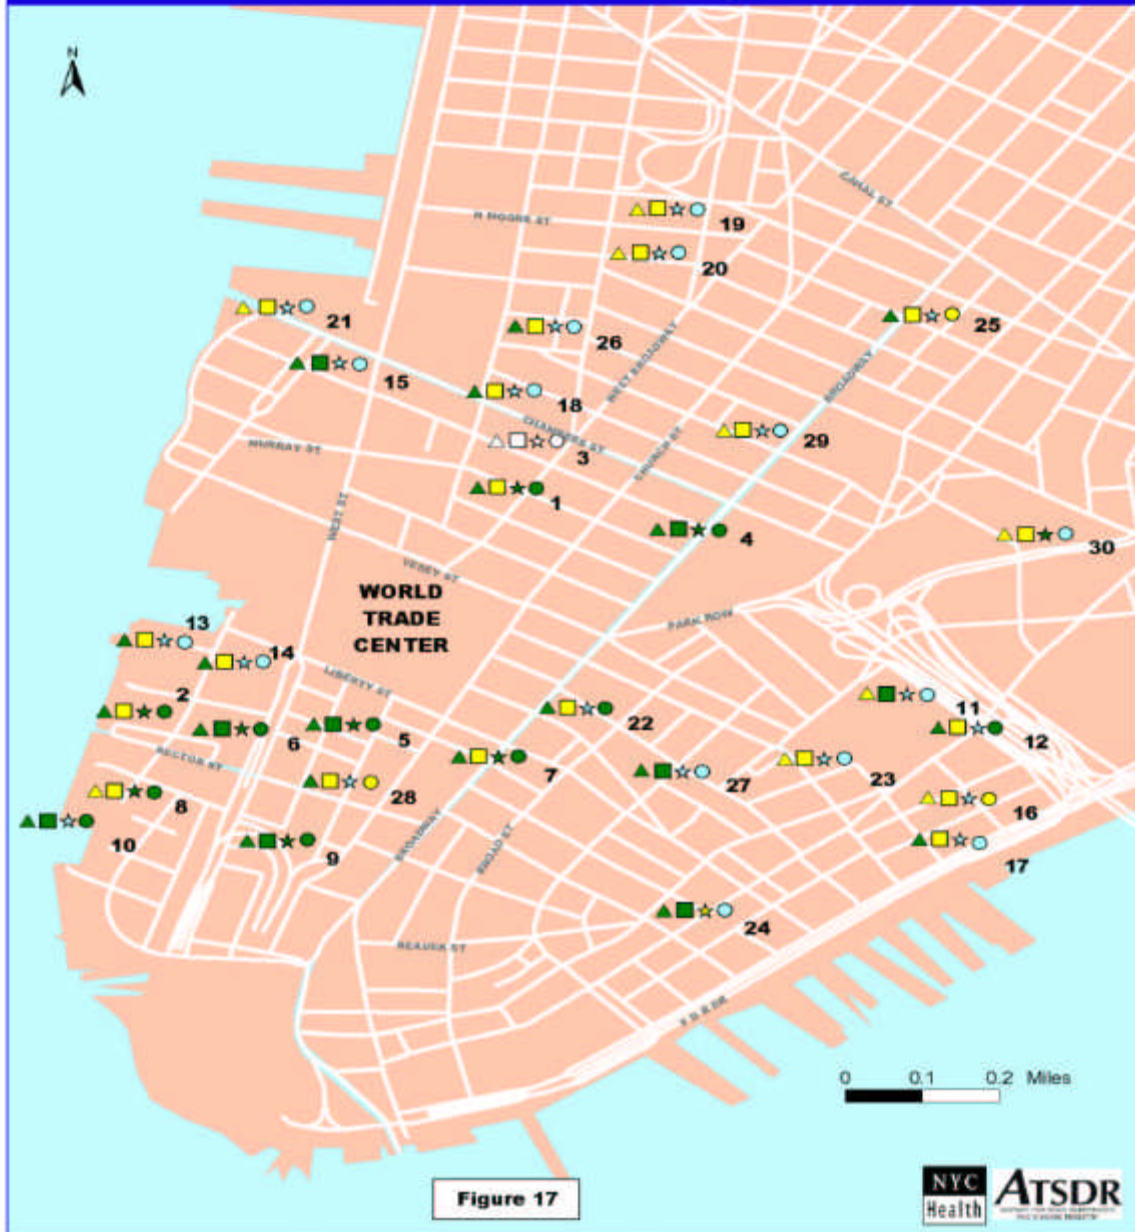 N
CANAL ST
N MOORE ST
19
20
21
26
25
15
WEST BROADWAY
BROADWAY
18
CHAMBERS ST
29
MURRAY ST
3
CHURCH ST
1
WEST ST
4
30
VESEY ST
WORLD
TRADE
CENTER
PARK ROW
13
14
LIBERTY ST
2
11
22
6
5
12
RECTOR ST
7
27
23
28
8
16
10
BROADWAY
BROAD ST
9
17
24
BEAVER ST
F D R DR
0 0.1 0.2 Miles
Figure 17
NYC
Health
ATSDR